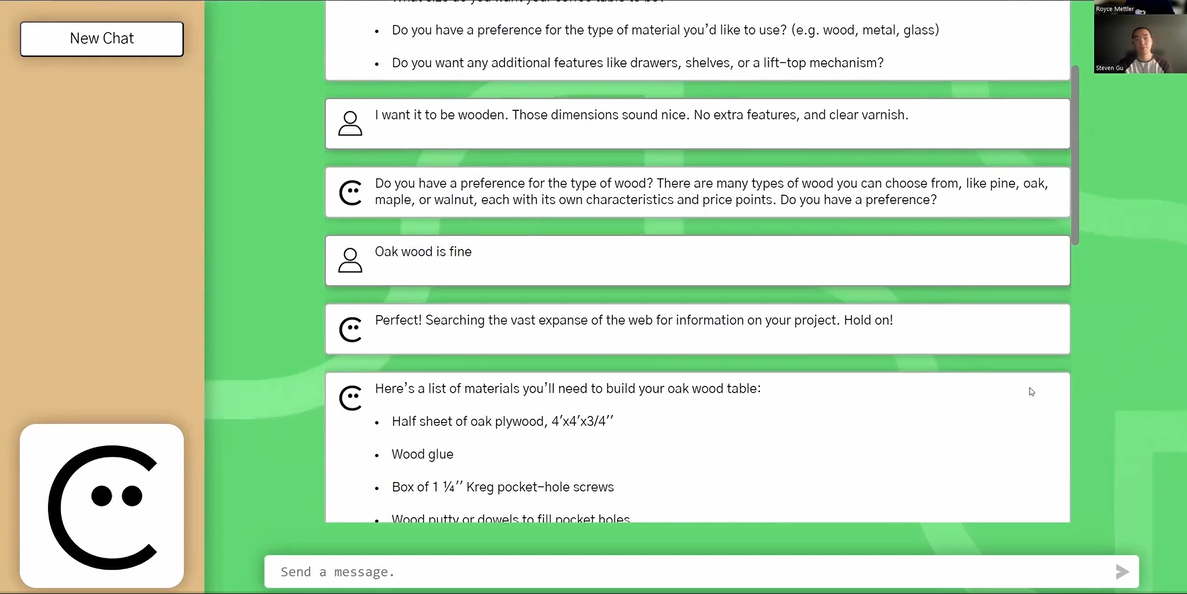 New Chat
Do you have a preference for the type of material you'd like to use? (e.g. wood, metal, glass)
Do you want any additional features like drawers, shelves, or a lift-top mechanism?
I want it to be wooden. Those dimensions sound nice. No extra features, and clear varnish.
Do you have a preference for the type of wood? There are many types of wood you can choose from, like pine, oak,
maple, or walnut, each with its own characteristics and price points. Do you have a preference?
Oak wood is fine
Perfect! Searching the vast expanse of the web for information on your project. Hold on!
Here's a list of materials you'll need to build your oak wood table:
Half sheet of oak plywood, 4'x4'x3/4''
Wood glue
Box of 1 ¼'' Kreg pocket-hole screws
Wood putty or dowels to fill pocket holes
Send a message.
Royce Mettler
Steven Gu